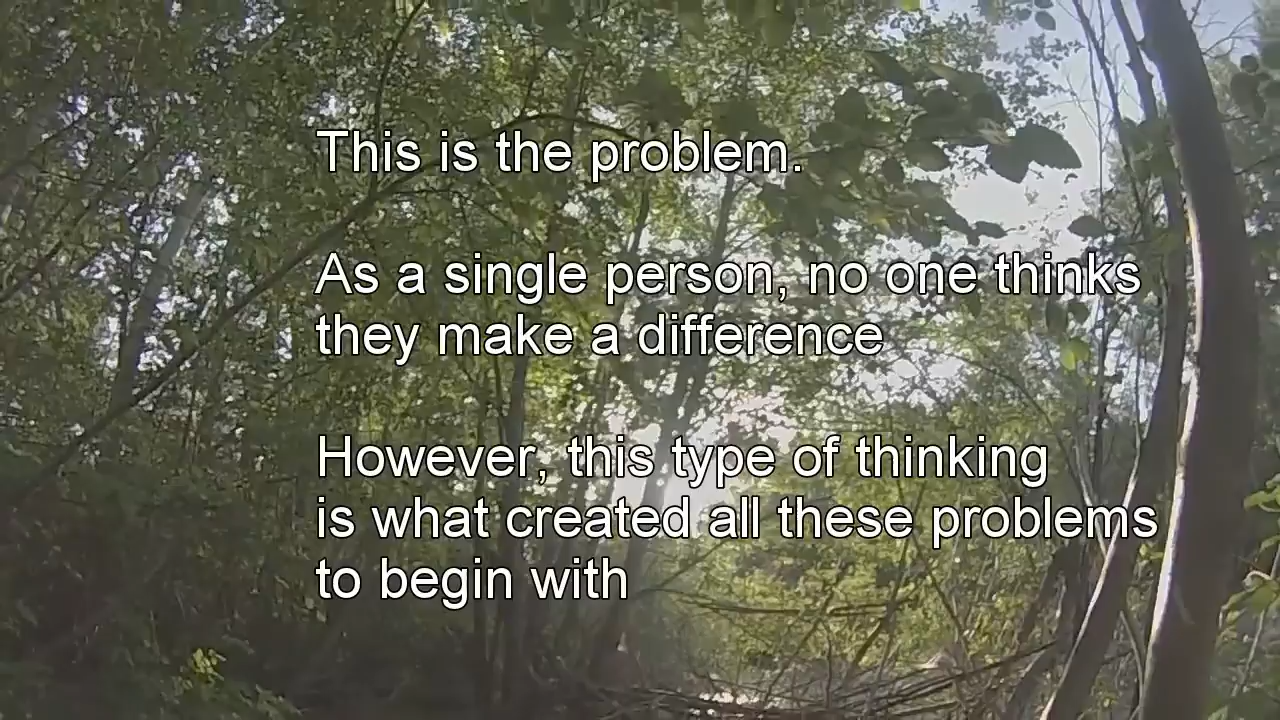 This is the problem.
As a single person, no one thinks
they make a difference
However, this type of thinking
is what created all these problems
to begin with